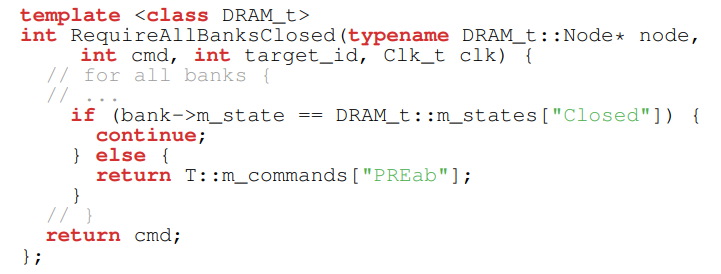 template <class DRAM_t>
int RequireAllBanksClosed(typename DRAM_t::Node* node,
    int cmd, int target_id, Clk_t clk) {
  // for all banks {
  // ...
    if (bank->m_state == DRAM_t::m_states["Closed"]) {
      continue;
    } else {
      return T::m_commands["PREab"];
    }
  // }
  return cmd;
};